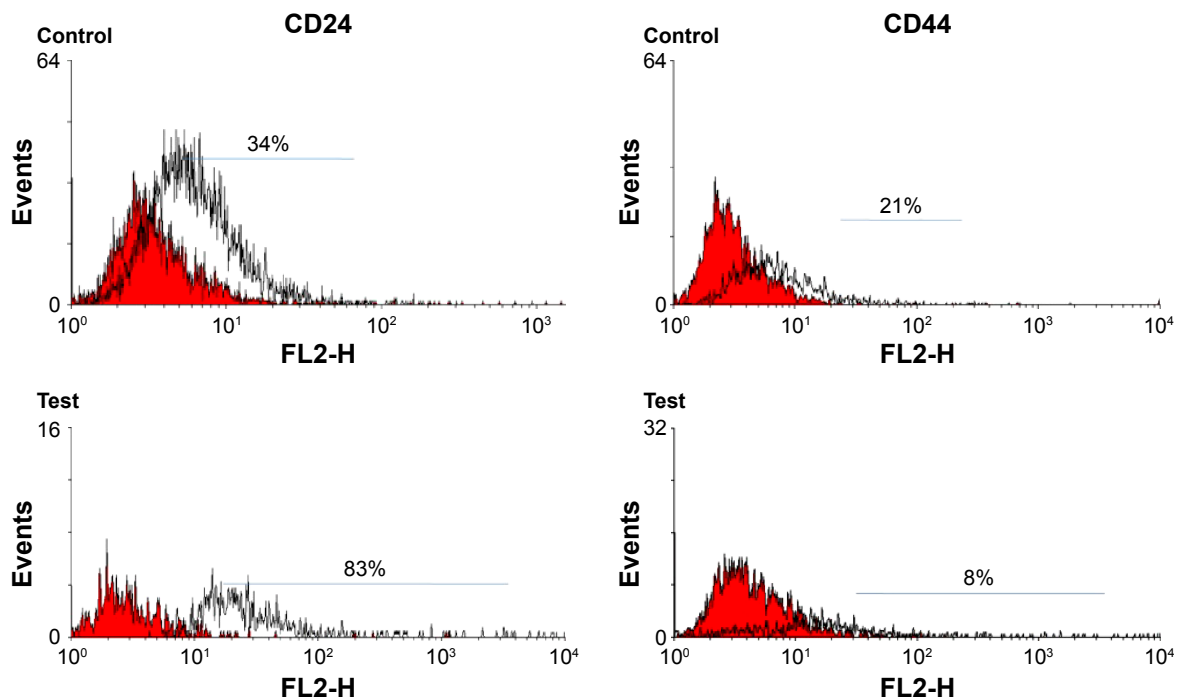 CD24
Control
64
Events
34%
0
10⁰ 10¹ 10² 10³
FL2-H
CD44
Control
64
Events
21%
0
10⁰ 10¹ 10² 10³ 10⁴
FL2-H
Test
16
Events
83%
0
10⁰ 10¹ 10² 10³ 10⁴
FL2-H
Test
32
Events
8%
0
10⁰ 10¹ 10² 10³ 10⁴
FL2-H